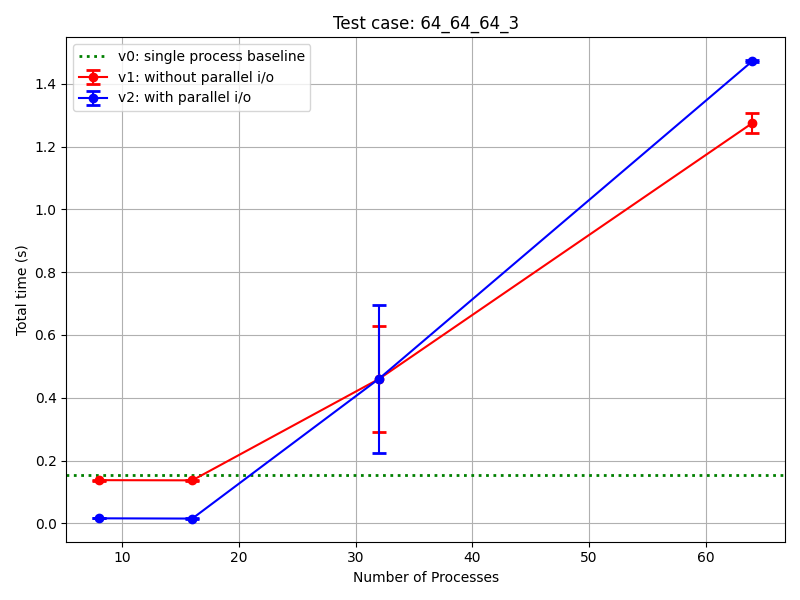 Test case: 64_64_64_3
v0: single process baseline
v1: without parallel i/o
v2: with parallel i/o
Total time (s)
1.4
1.2
1.0
0.8
0.6
0.4
0.2
0.0
10 20 30 40 50 60
Number of Processes